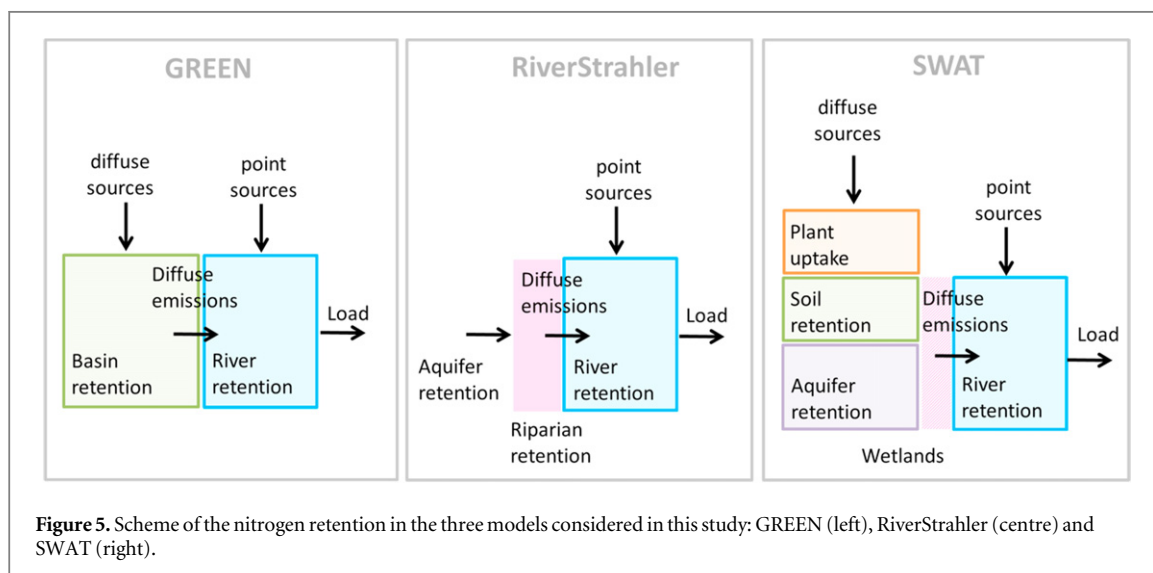 GREEN
diffuse
sources
point
sources
Diffuse
emissions
Load
Basin
retention
River
retention
RiverStrahler
point
sources
Diffuse
emissions
Load
Aquifer
retention
River
retention
Riparian
retention
SWAT
diffuse
sources
point
sources
Plant
uptake
Soil
retention
Diffuse
emissions
Load
Aquifer
retention
River
retention
Wetlands
Figure 5. Scheme of the nitrogen retention in the three models considered in this study: GREEN (left), RiverStrahler (centre) and
SWAT (right).